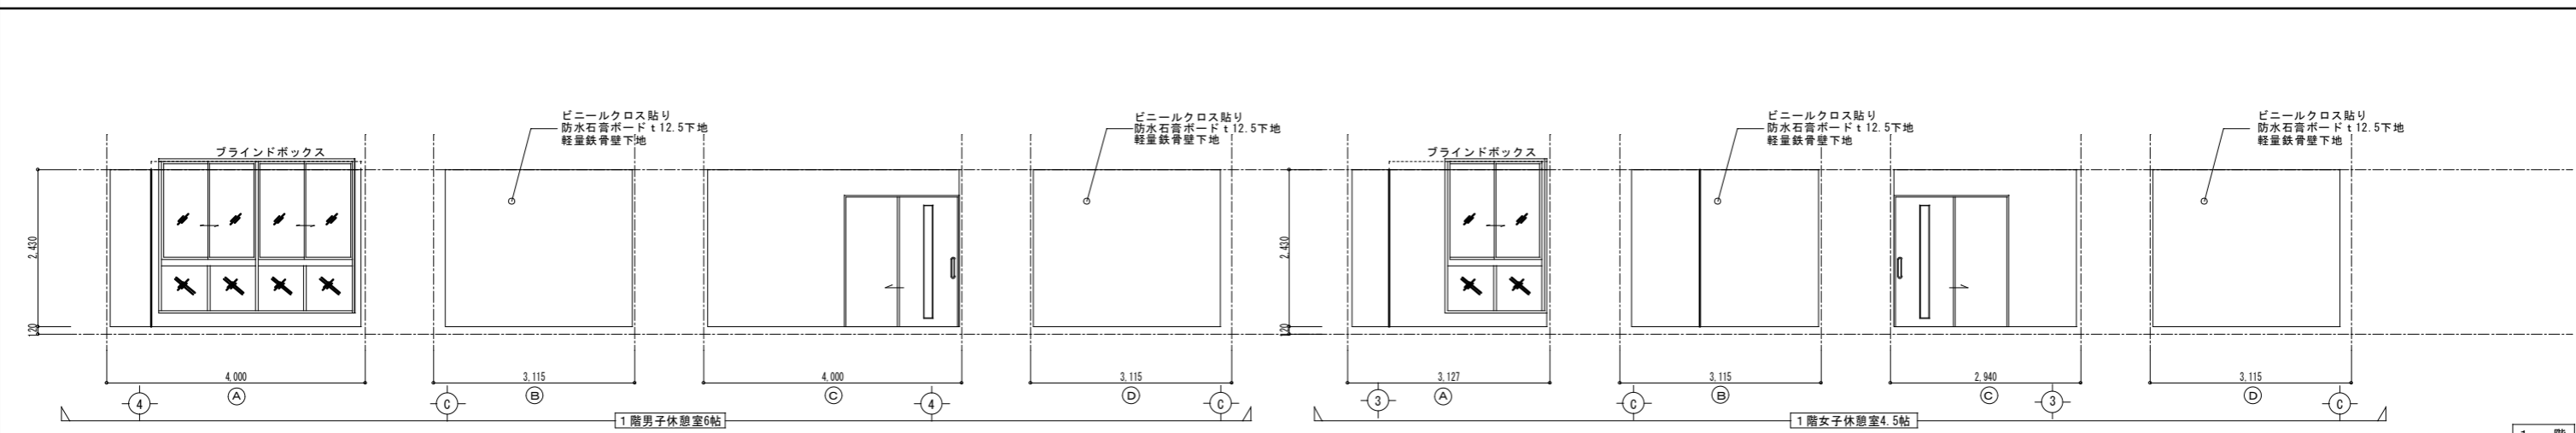 ビニールクロス貼り
防水石膏ボードｔ12.5下地
軽量鉄骨壁下地
ビニールクロス貼り
防水石膏ボードｔ12.5下地
軽量鉄骨壁下地
ビニールクロス貼り
防水石膏ボードｔ12.5下地
軽量鉄骨壁下地
ビニールクロス貼り
防水石膏ボードｔ12.5下地
軽量鉄骨壁下地
ブラインドボックス
ブラインドボックス
2,430
120
2,430
120
4,000
3,115
4,000
3,115
3,127
3,115
2,940
3,115
4
A
C
B
C
4
D
C
3
A
C
B
C
3
D
C
1階男子休憩室6帖
1階女子休憩室4.5帖